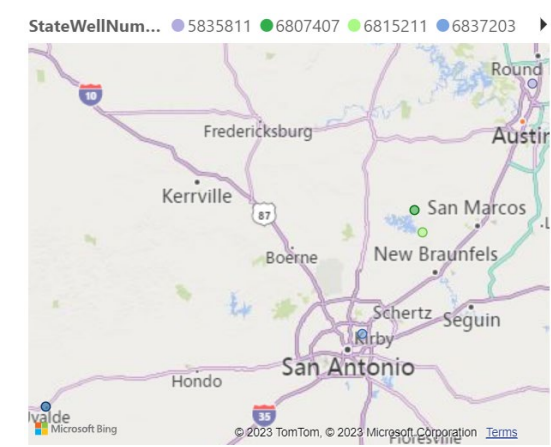 StateWellNum... 5835811 6807407 6815211 6837203
Round
10
Fredericksburg
Austin
Kerrville
San Marcos
87
Boerne
New Braunfels
Schertz
Seguin
Kirby
San Antonio
Hondo
valde
35
Microsoft Bing
© 2023 TomTom, © 2023 Microsoft Corporation Terms
Floresville